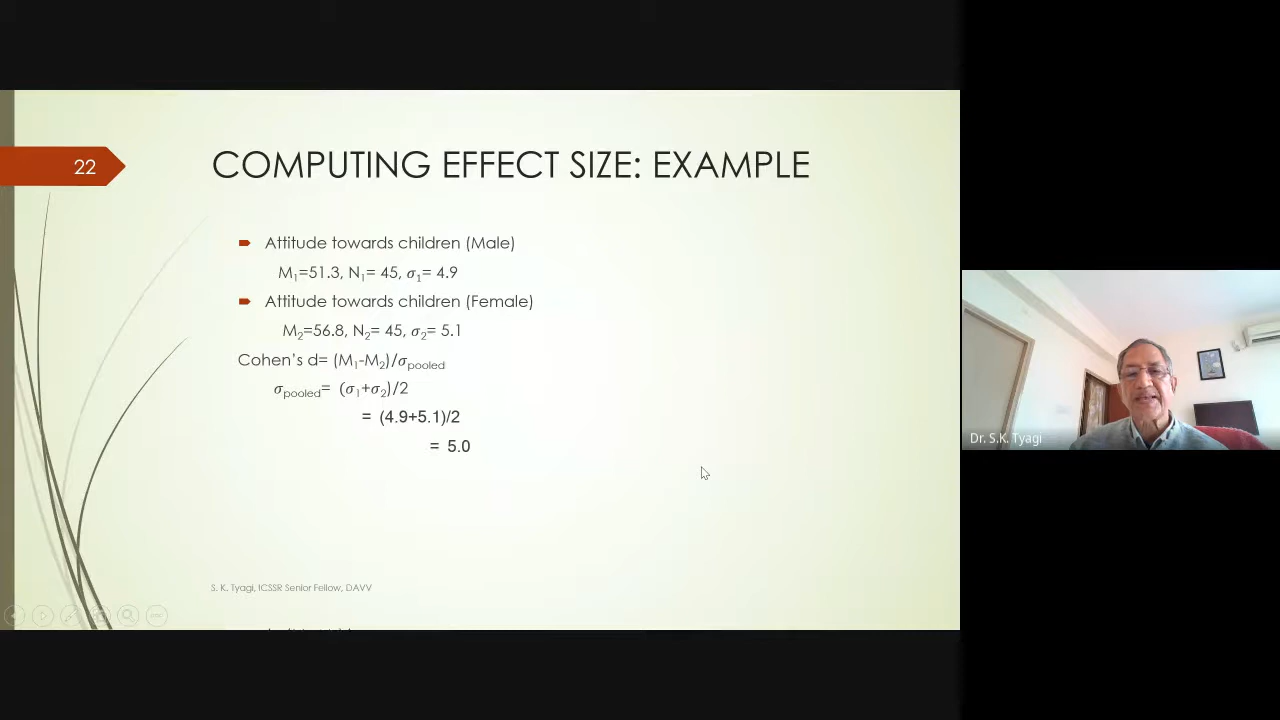 22
COMPUTING EFFECT SIZE: EXAMPLE
Attitude towards children (Male)
M₁=51.3, N₁= 45, σ₁= 4.9
Attitude towards children (Female)
M₂=56.8, N₂= 45, σ₂= 5.1
Cohen's d= (M₁-M₂)/σpooled
σpooled= (σ₁+σ₂)/2
= (4.9+5.1)/2
= 5.0
S. K. Tyagi, ICSSR Senior Fellow, DAVV
Dr. S.K. Tyagi